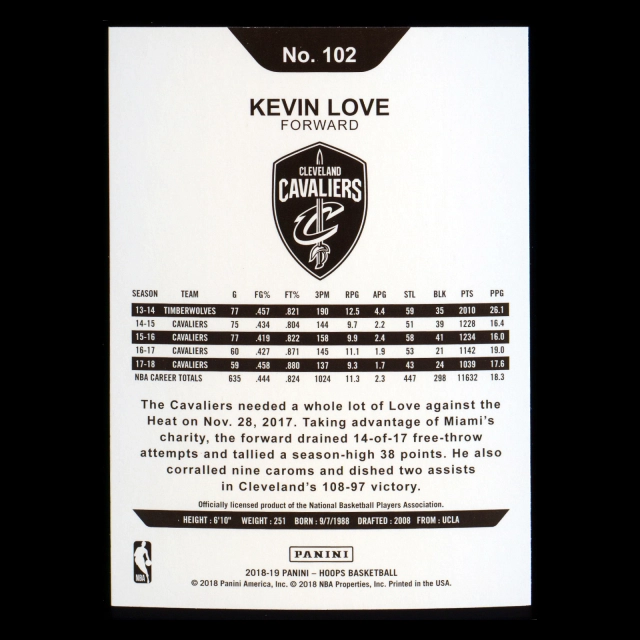 No. 102
KEVIN LOVE
FORWARD
CLEVELAND
CAVALIERS
C
SEASON TEAM G FG% FT% 3PM RPG APG STL BLK PTS PPG
13-14 TIMBERWOLVES 77 .457 .821 190 12.5 4.4 59 35 2010 26.1
14-15 CAVALIERS 75 .434 .804 144 9.7 2.2 51 39 1228 16.4
15-16 CAVALIERS 77 .419 .822 158 9.9 2.4 58 41 1234 16.0
16-17 CAVALIERS 60 .427 .871 145 11.1 1.9 53 21 1142 19.0
17-18 CAVALIERS 59 .458 .880 137 9.3 1.7 43 24 1039 17.6
NBA CAREER TOTALS 635 .444 .824 1024 11.3 2.3 447 298 11632 18.3
The Cavaliers needed a whole lot of Love against the
Heat on Nov. 28, 2017. Taking advantage of Miami's
charity, the forward drained 14-of-17 free-throw
attempts and tallied a season-high 38 points. He also
corralled nine caroms and dished two assists
in Cleveland's 108-97 victory.
Officially licensed product of the National Basketball Players Association.
· HEIGHT : 6'10" WEIGHT : 251 BORN : 9/7/1988 DRAFTED : 2008 FROM : UCLA
PANINI
NBA
2018-19 PANINI – HOOPS BASKETBALL
© 2018 Panini America, Inc. © 2018 NBA Properties, Inc. Printed in the USA.